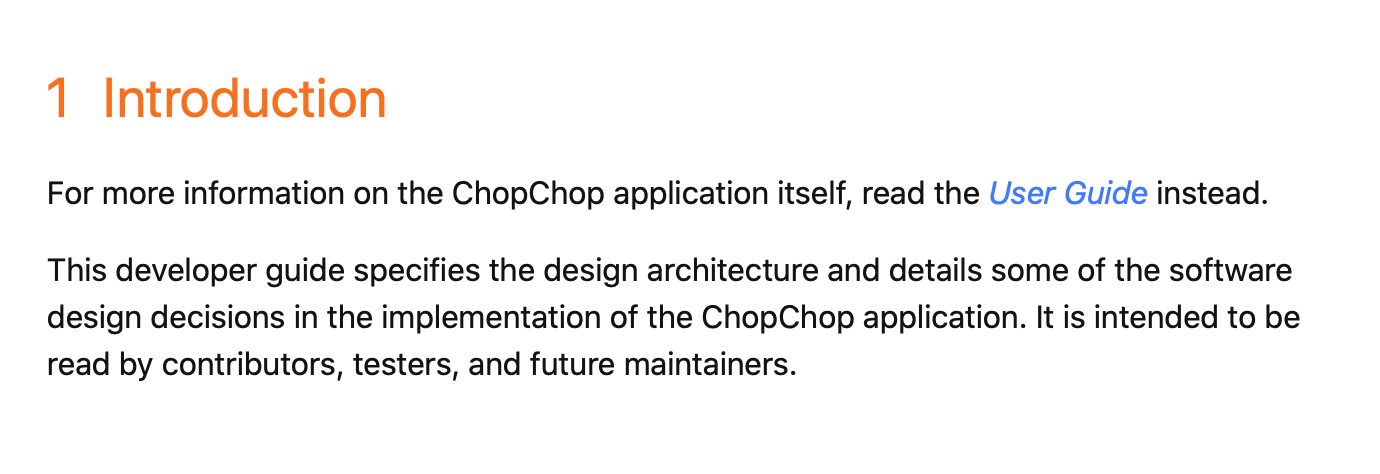 1 Introduction
For more information on the ChopChop application itself, read the User Guide instead.
This developer guide specifies the design architecture and details some of the software
design decisions in the implementation of the ChopChop application. It is intended to be
read by contributors, testers, and future maintainers.